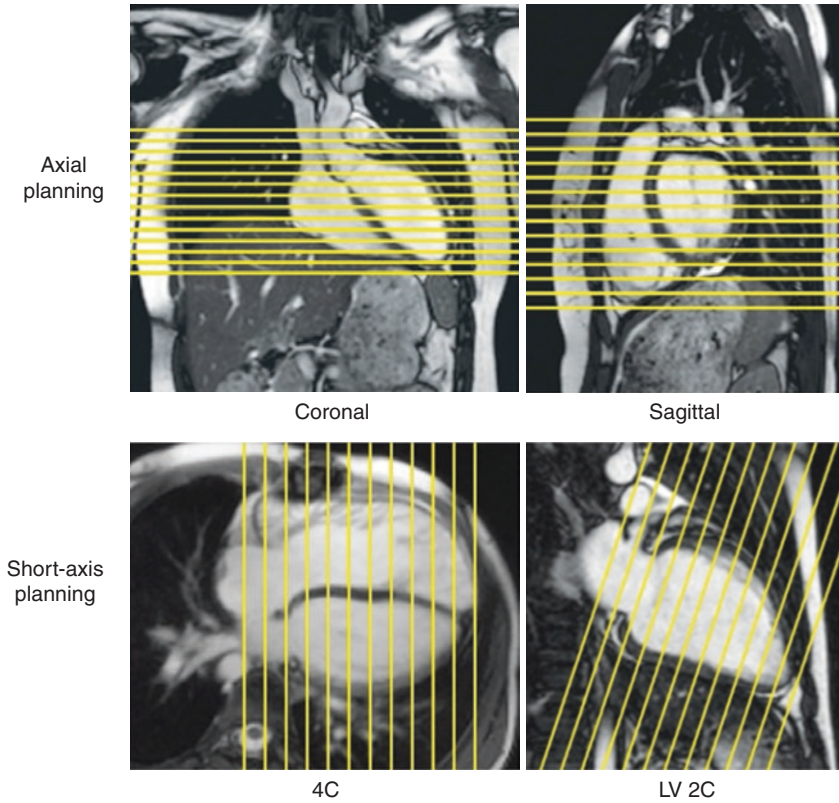 Axial
planning
Coronal
Sagittal
Short-axis
planning
4C
LV 2C